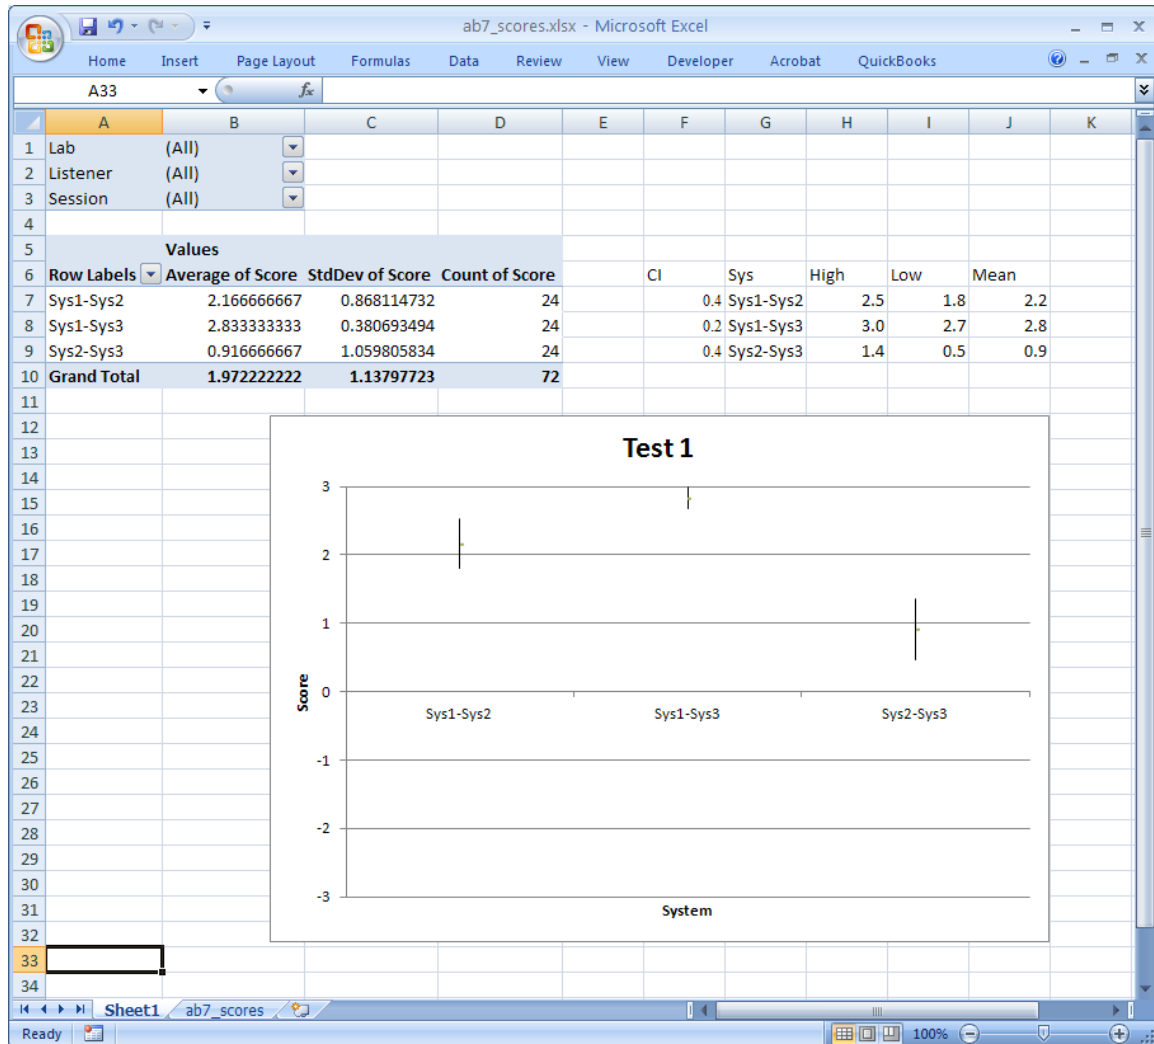 ab7_scores.xlsx - Microsoft Excel
Home Insert Page Layout Formulas Data Review View Developer Acrobat QuickBooks
A33 fx
A B C D E F G H I J K
1 Lab (All)
2 Listener (All)
3 Session (All)
4
5 Values
6 Row Labels Average of Score StdDev of Score Count of Score CI Sys High Low Mean
7 Sys1-Sys2 2.166666667 0.868114732 24 0.4 Sys1-Sys2 2.5 1.8 2.2
8 Sys1-Sys3 2.833333333 0.380693494 24 0.2 Sys1-Sys3 3.0 2.7 2.8
9 Sys2-Sys3 0.916666667 1.059805834 24 0.4 Sys2-Sys3 1.4 0.5 0.9
10 Grand Total 1.972222222 1.13797723 72
11
12
13
14
15
16
17
18
19
20
21
22
23
24
25
26
27
28
29
30
31
32
33
34
Test 1
3
2
1
0
-1
-2
-3
Score
Sys1-Sys2 Sys1-Sys3 Sys2-Sys3
System
Sheet1 ab7_scores
Ready 100%